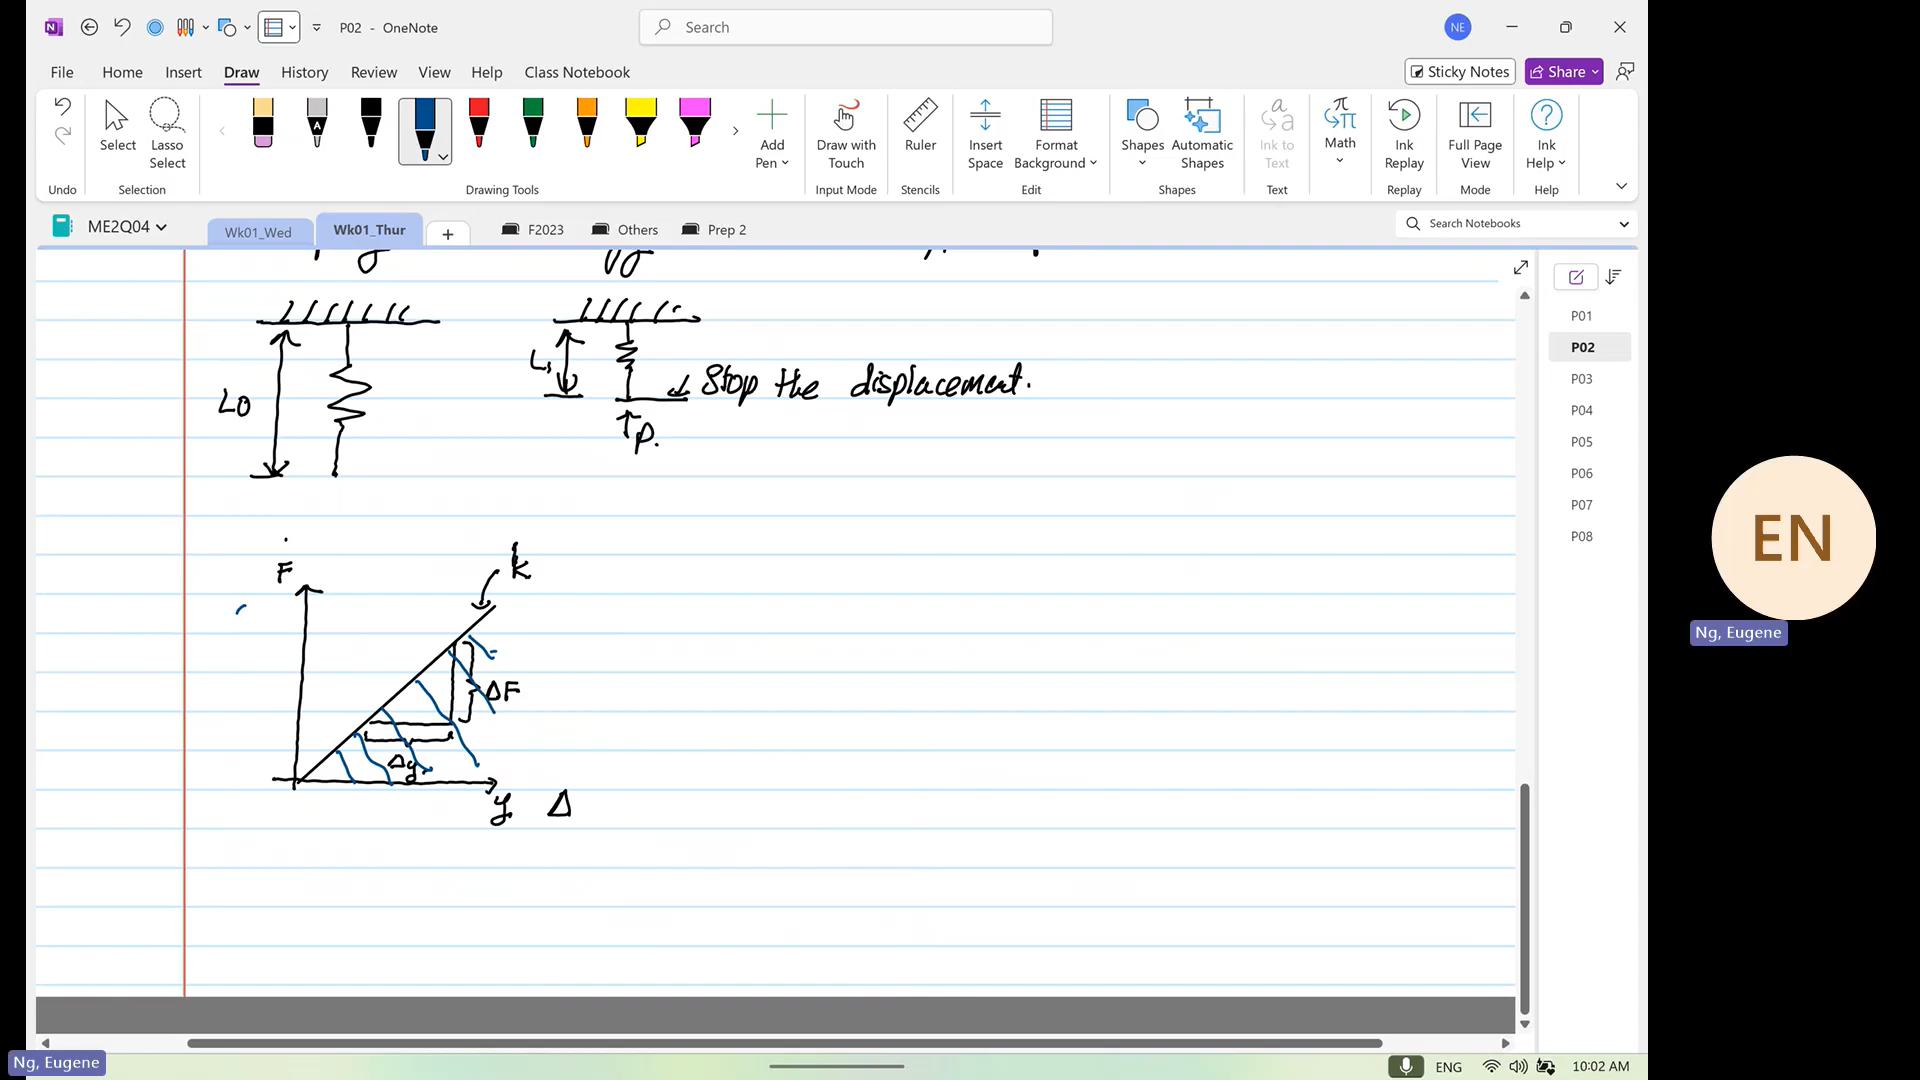 P02 - OneNote
Search
NE
File Home Insert Draw History Review View Help Class Notebook
Sticky Notes
Share
Select
Lasso Select
A
Add Pen
Draw with Touch
Ruler
Insert Space
Format Background
Shapes
Automatic Shapes
Ink to Text
Math
Ink Replay
Full Page View
Ink Help
Undo
Selection
Drawing Tools
Input Mode
Stencils
Edit
Shapes
Text
Replay
Mode
Help
ME2Q04
Wk01_Wed
Wk01_Thur
+
F2023
Others
Prep 2
Search Notebooks
P01
P02
P03
P04
P05
P06
P07
P08
L0
L1
Stop the displacement.
P.
F
k
ΔF
Δy
y Δ
EN
Ng, Eugene
Ng, Eugene
ENG
10:02 AM